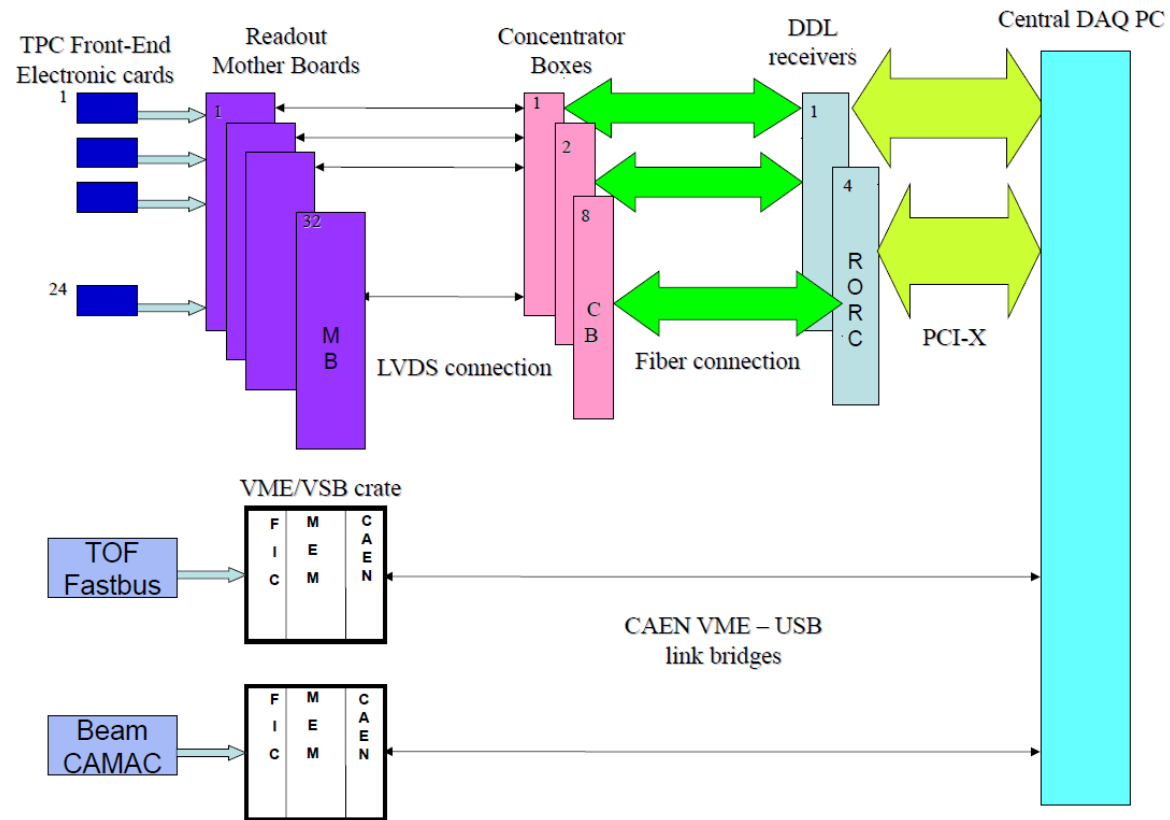 Central DAQ PC
TPC Front-End
Electronic cards
Readout
Mother Boards
Concentrator
Boxes
DDL
receivers
1
24
1
32
M
B
1
2
8
C
B
1
4
R
O
R
C
LVDS connection
Fiber connection
PCI-X
VME/VSB crate
TOF
Fastbus
F
I
C
M
E
M
C
A
E
N
CAEN VME – USB
link bridges
Beam
CAMAC
F
I
C
M
E
M
C
A
E
N